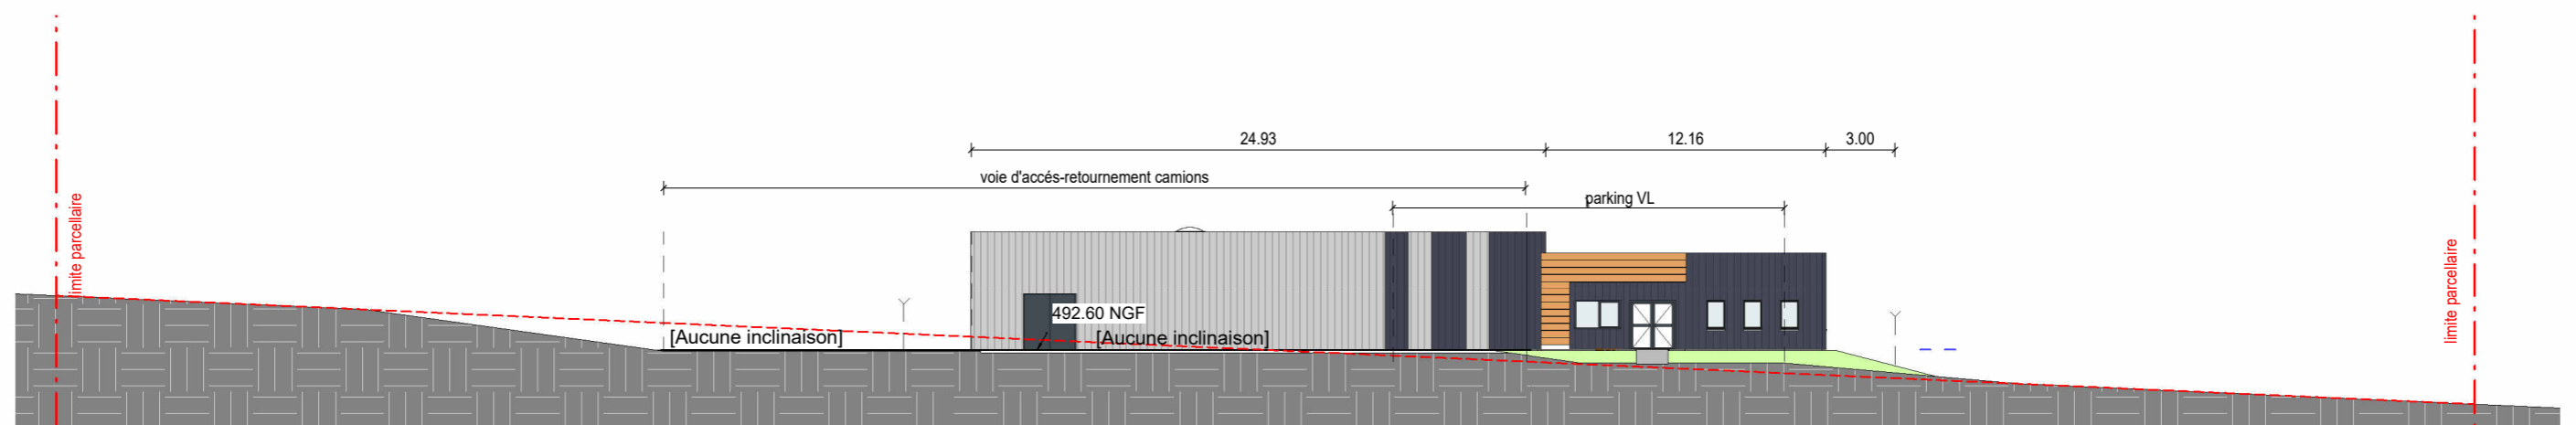 24.93
12.16
3.00
voie d'accés-retournement camions
parking VL
limite parcellaire
limite parcellaire
492.60 NGF
[Aucune inclinaison]
[Aucune inclinaison]